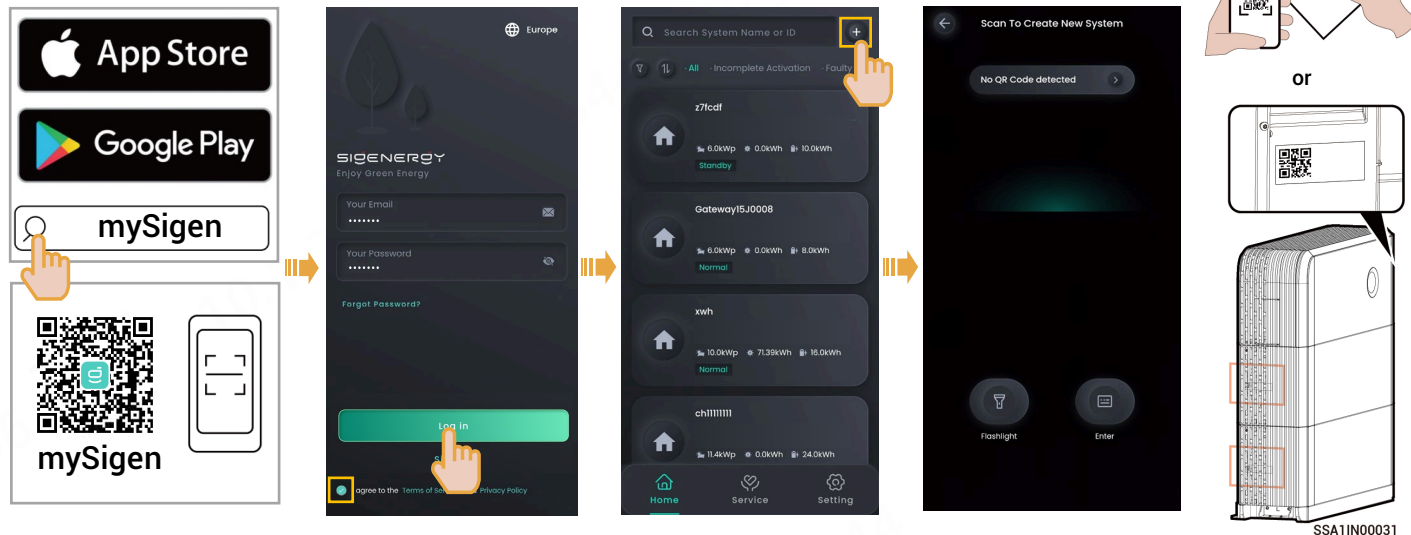 App Store
Google Play
mySigen
mySigen
Europe
SIGENERGY
Enjoy Green Energy
Your Email
•••••••
Your Password
•••••••
Forgot Password?
Log in
agree to the Terms of Privacy Policy
Search System Name or ID
All
Incomplete Activation
Faulty
z7fcdf
6.0kWp 0.0kWh 10.0kWh
Standby
Gateway15J0008
6.0kWp 0.0kWh 8.0kWh
Normal
xwh
10.0kWp 71.39kWh 16.0kWh
Normal
ch11111111
11.4kWp 0.0kWh 24.0kWh
Home
Service
Setting
Scan To Create New System
No QR Code detected
Flashlight
Enter
or
SSA1IN00031